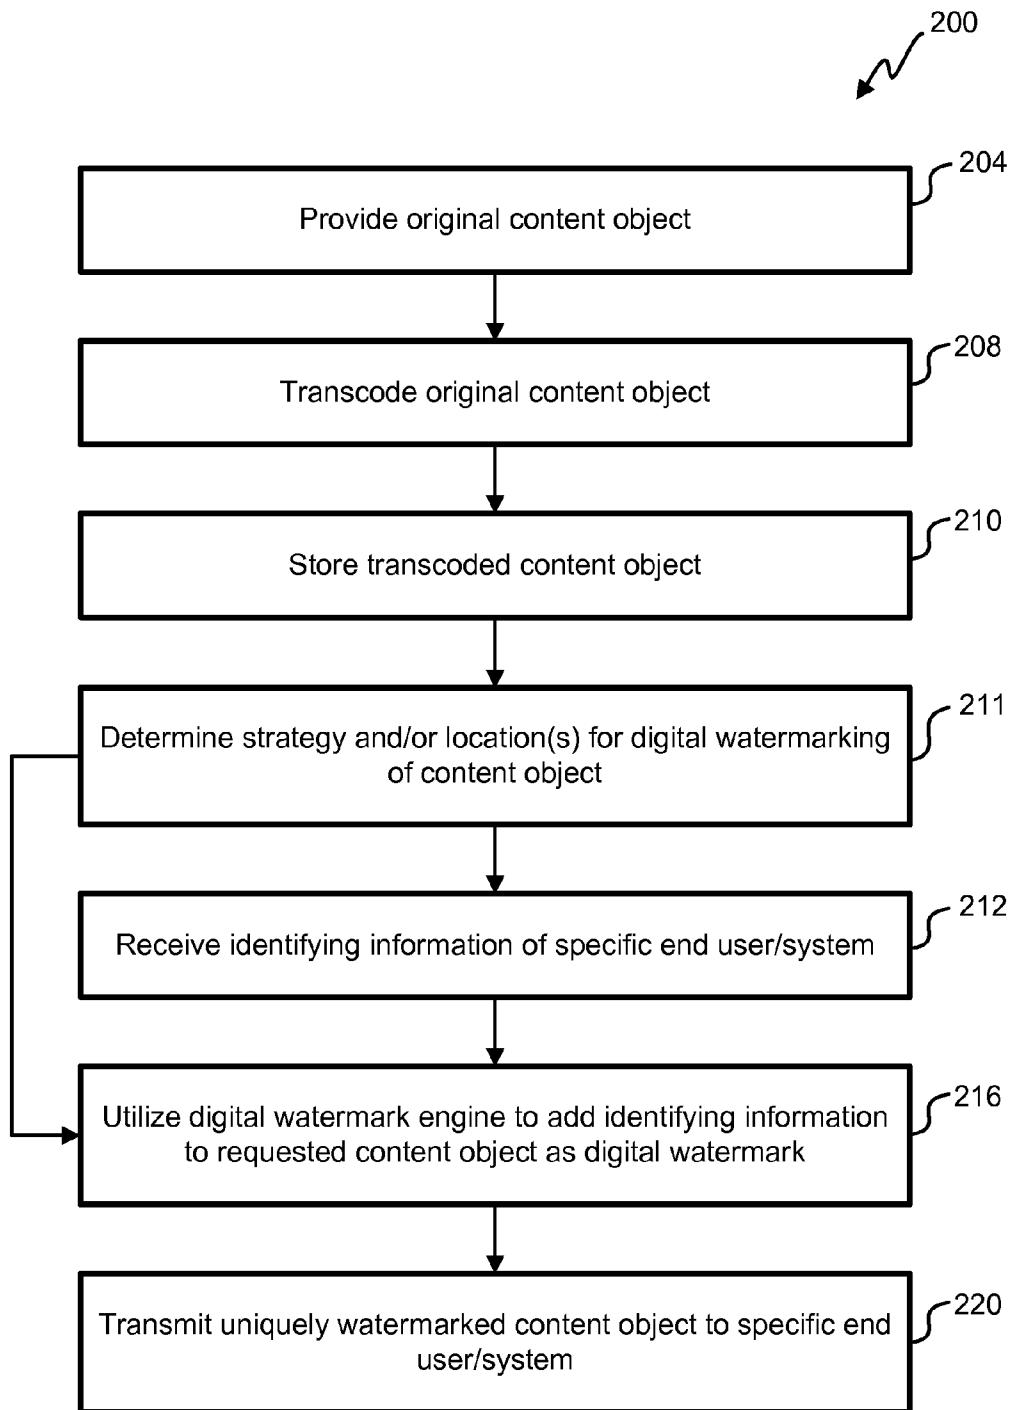 200
204
Provide original content object
208
Transcode original content object
210
Store transcoded content object
211
Determine strategy and/or location(s) for digital watermarking
of content object
212
Receive identifying information of specific end user/system
216
Utilize digital watermark engine to add identifying information
to requested content object as digital watermark
220
Transmit uniquely watermarked content object to specific end
user/system